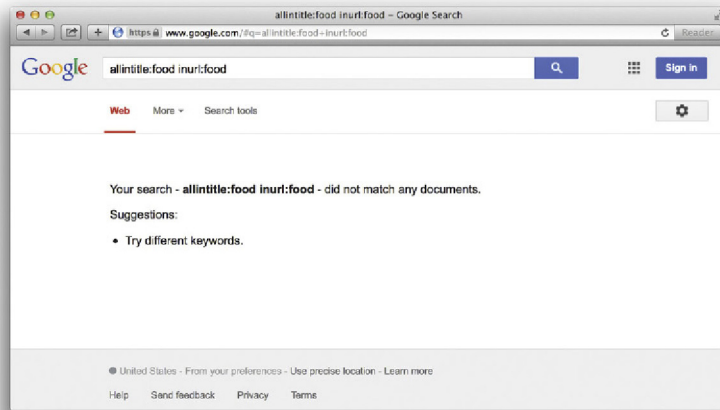 allintitle:food inurl:food – Google Search
https www.google.com/#q=allintitle:food+inurl:food Reader
Google allintitle:food inurl:food Sign in
Web More Search tools
Your search - allintitle:food inurl:food - did not match any documents.
Suggestions:
• Try different keywords.
United States - From your preferences - Use precise location - Learn more
Help Send feedback Privacy Terms